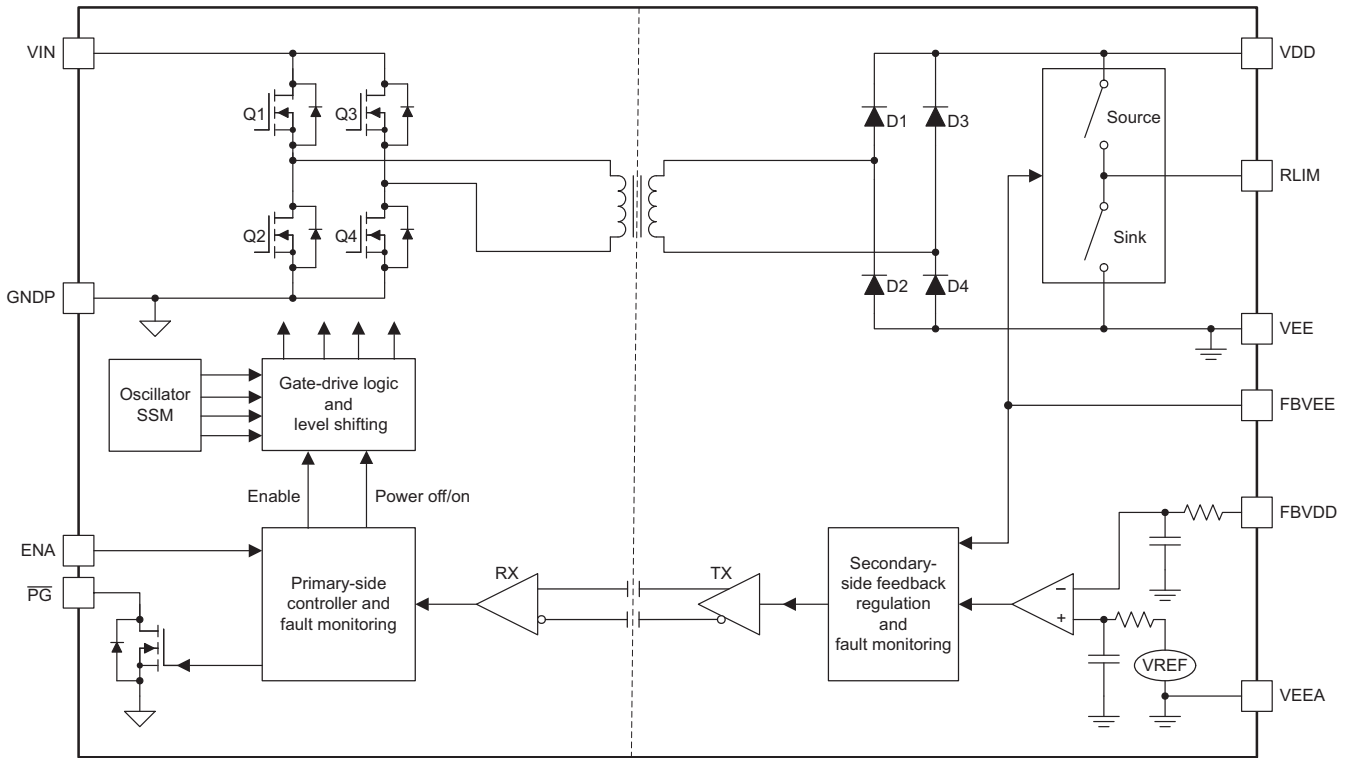 VIN
VDD
Q1
Q3
D1
D3
Source
RLIM
Q2
Q4
Sink
GNDP
D2
D4
VEE
Oscillator
SSM
Gate-drive logic
and
level shifting
FBVEE
Enable
Power off/on
FBVDD
ENA
PG
Primary-side
controller and
fault monitoring
RX
TX
Secondary-
side feedback
regulation
and
fault monitoring
–
+
VREF
VEEA